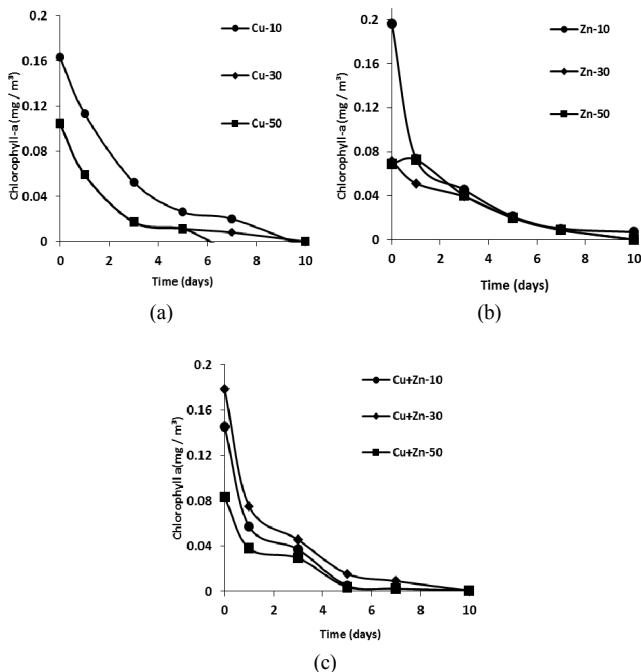 0.2
0.16
0.12
0.08
0.04
0
Chlorophyll-a(mg / m³)
Cu-10
Cu-30
Cu-50
0 2 4 6 8 10
Time (days)
(a)
0.2
0.16
0.12
0.08
0.04
0
Chlorophyll-a(mg / m³)
Zn-10
Zn-30
Zn-50
0 2 4 6 8 10
Time (days)
(b)
0.2
0.16
0.12
0.08
0.04
0
Chlorophyll a(mg / m³)
Cu+Zn-10
Cu+Zn-30
Cu+Zn-50
0 2 4 6 8 10
Time (days)
(c)